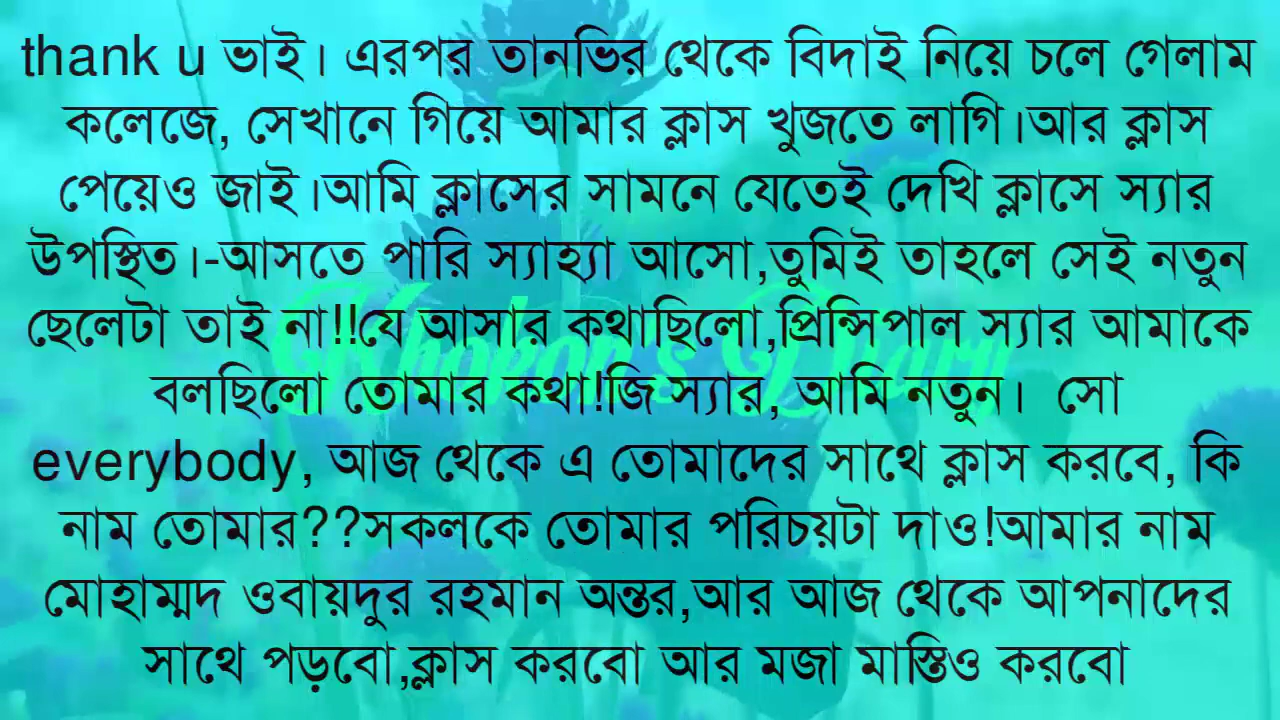 thank u ভাই। এরপর তানভির থেকে বিদাই নিয়ে চলে গেলাম
কলেজে, সেখানে গিয়ে আমার ক্লাস খুজতে লাগি।আর ক্লাস
পেয়েও জাই।আমি ক্লাসের সামনে যেতেই দেখি ক্লাসে স্যার
উপস্থিত।-আসতে পারি স্যাহ্যা আসো,তুমিই তাহলে সেই নতুন
ছেলেটা তাই না!!যে আসার কথাছিলো,প্রিন্সিপাল স্যার আমাকে
বলছিলো তোমার কথা!জি স্যার, আমি নতুন। সো
everybody, আজ থেকে এ তোমাদের সাথে ক্লাস করবে, কি
নাম তোমার??সকলকে তোমার পরিচয়টা দাও!আমার নাম
মোহাম্মদ ওবায়দুর রহমান অন্তর,আর আজ থেকে আপনাদের
সাথে পড়বো,ক্লাস করবো আর মজা মাস্তিও করবো
Khokon's Diary